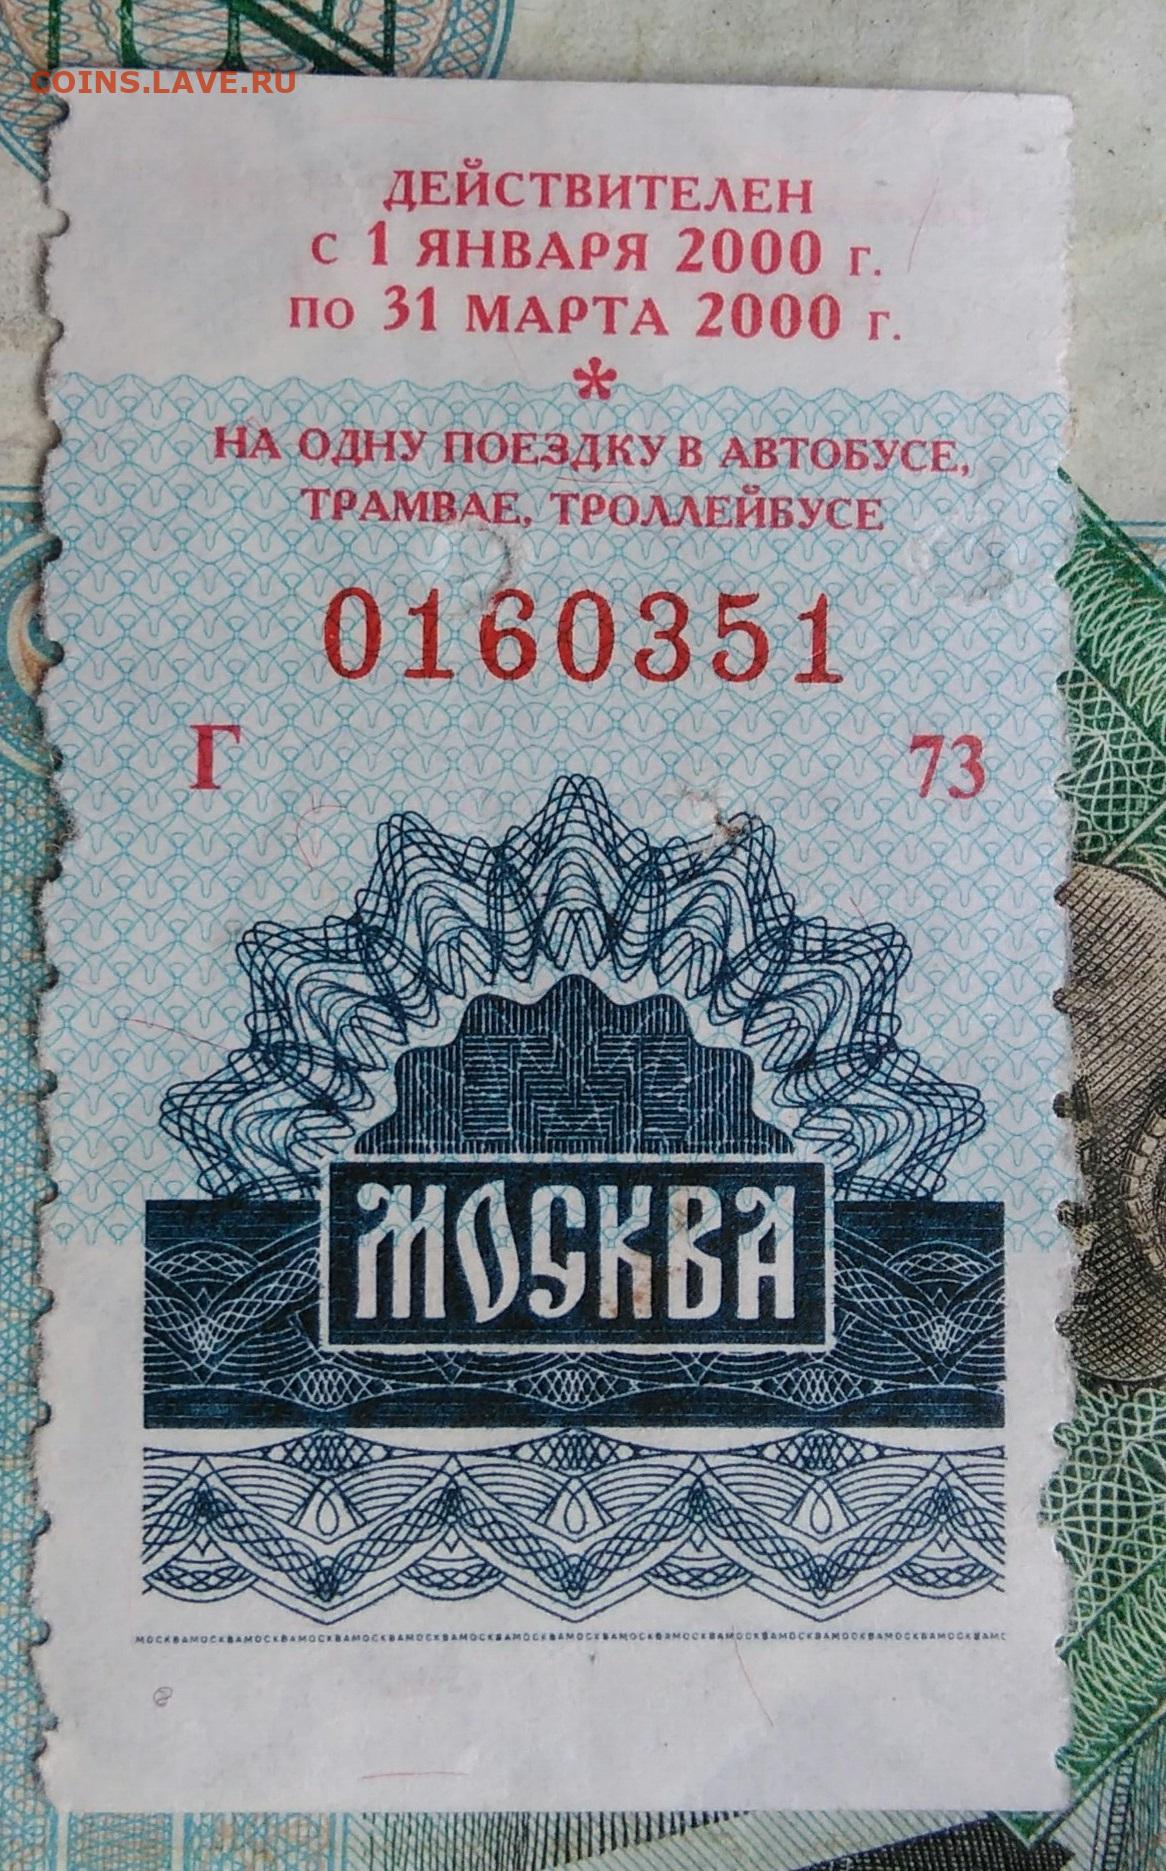 COINS.LAVE.RU
ДЕЙСТВИТЕЛЕН
С 1 ЯНВАРЯ 2000 г.
ПО 31 МАРТА 2000 г.
*
НА ОДНУ ПОЕЗДКУ В АВТОБУСЕ,
ТРАМВАЕ, ТРОЛЛЕЙБУСЕ
0160351
Г 73
М
МОСКВА
МОСКВАМОСКВАМОСКВАМОСКВАМОСКВАМОСКВАМОСКВАМОСКВАМОСКВАМОСКВАМОСКВАМОСКВАМОСКВАМОСКВАМОСКВАМОСКВАМС